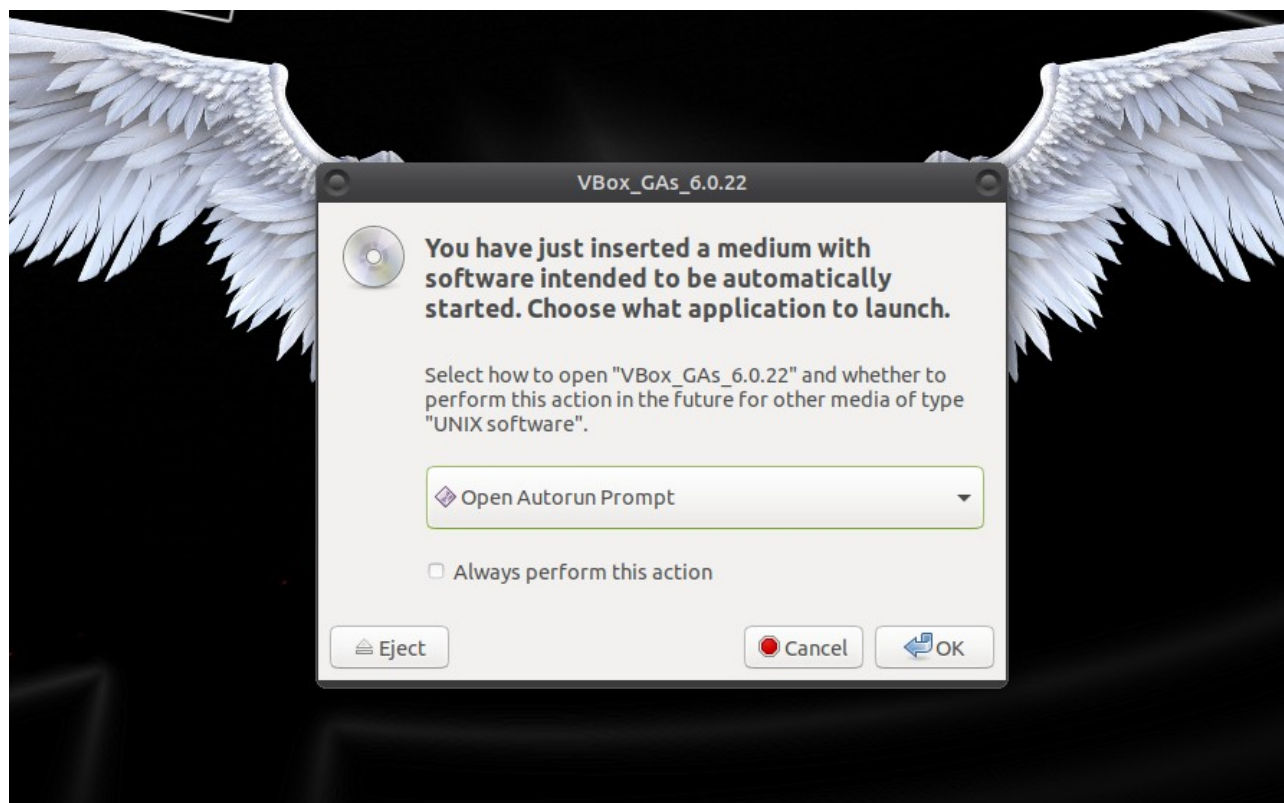 VBox_GAs_6.0.22
You have just inserted a medium with
software intended to be automatically
started. Choose what application to launch.
Select how to open "VBox_GAs_6.0.22" and whether to
perform this action in the future for other media of type
"UNIX software".
Open Autorun Prompt
Always perform this action
Eject
Cancel
OK